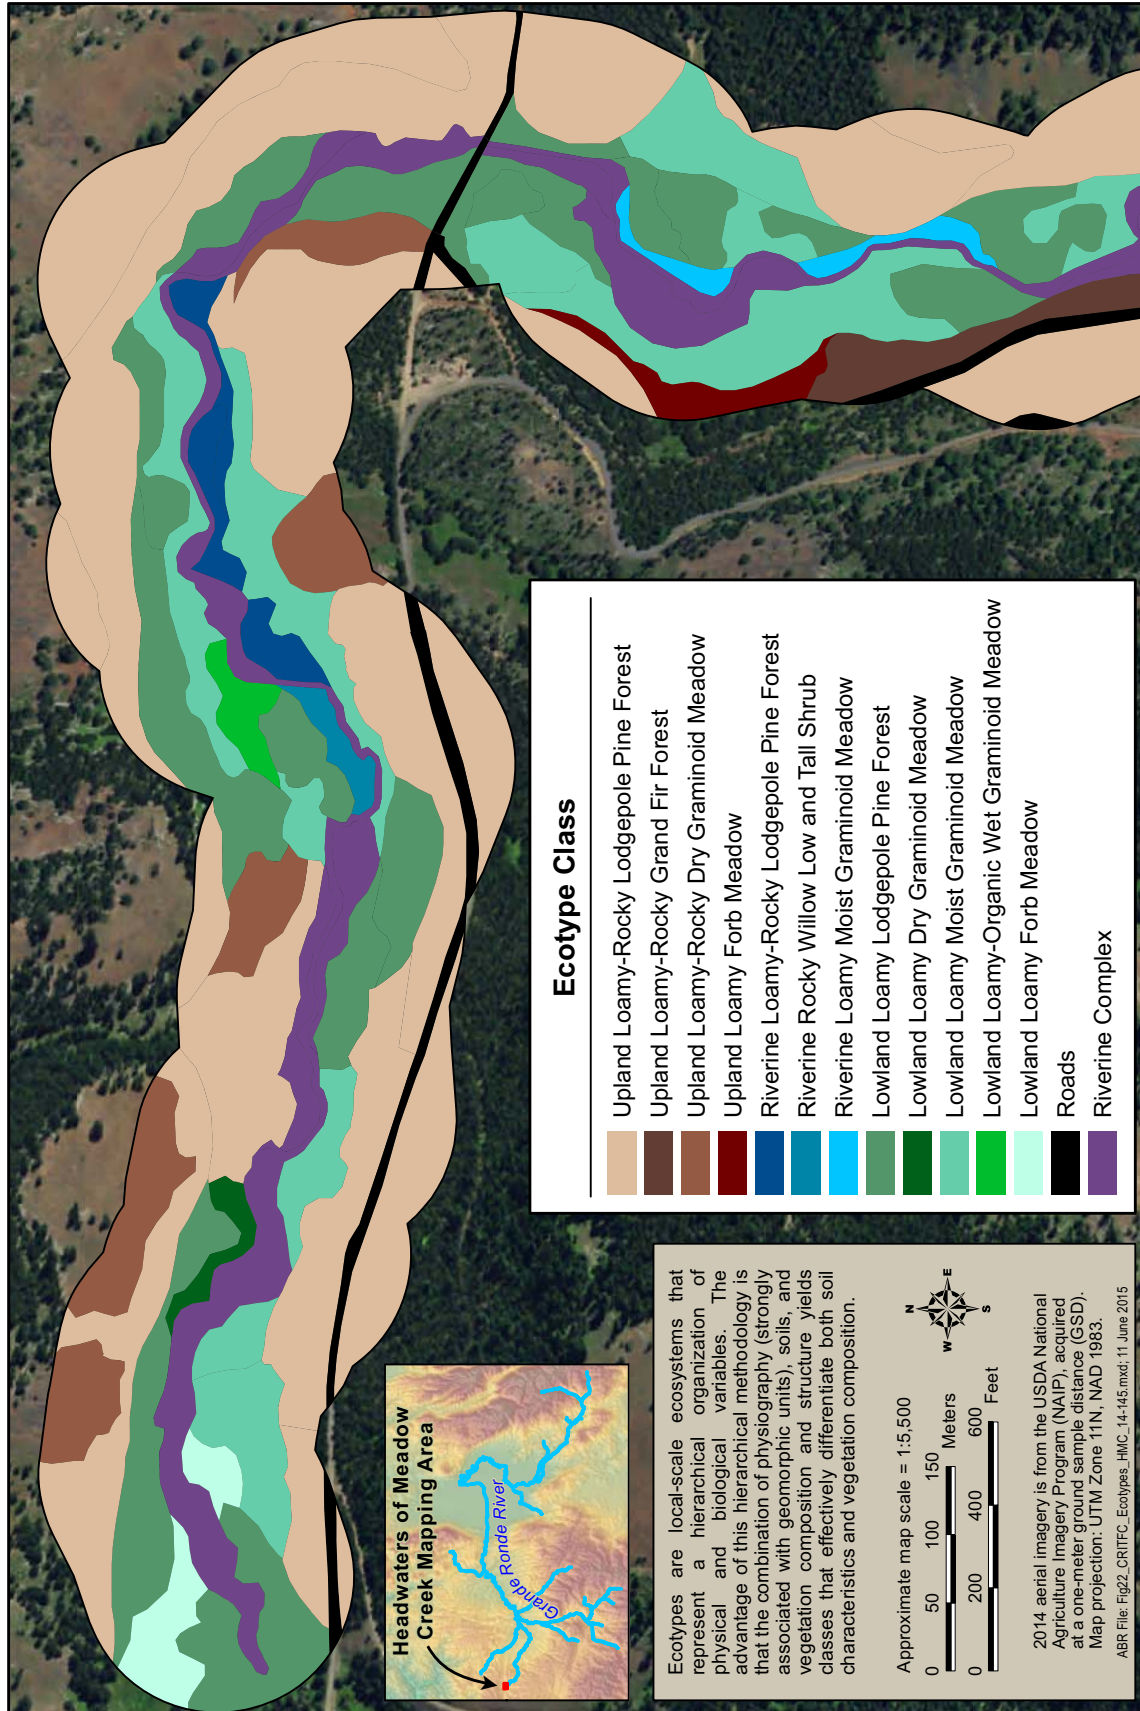 Headwaters of Meadow
Creek Mapping Area
Grande Ronde River
Ecotypes are local-scale ecosystems that
represent a hierarchical organization of
physical and biological variables. The
advantage of this hierarchical methodology is
that the combination of physiography (strongly
associated with geomorphic units), soils, and
vegetation composition and structure yields
classes that effectively differentiate both soil
characteristics and vegetation composition.
Approximate map scale = 1:5,500
0 50 100 150
Meters
0 200 400 600
Feet
N
W E
S
2014 aerial imagery is from the USDA National
Agriculture Imagery Program (NAIP), acquired
at a one-meter ground sample distance (GSD).
Map projection: UTM Zone 11N, NAD 1983.
ABR File: Fig22_CRITFC_Ecotypes_HMC_14-145.mxd; 11 June 2015
Ecotype Class
Upland Loamy-Rocky Lodgepole Pine Forest
Upland Loamy-Rocky Grand Fir Forest
Upland Loamy-Rocky Dry Graminoid Meadow
Upland Loamy Forb Meadow
Riverine Loamy-Rocky Lodgepole Pine Forest
Riverine Rocky Willow Low and Tall Shrub
Riverine Loamy Moist Graminoid Meadow
Lowland Loamy Lodgepole Pine Forest
Lowland Loamy Dry Graminoid Meadow
Lowland Loamy Moist Graminoid Meadow
Lowland Loamy-Organic Wet Graminoid Meadow
Lowland Loamy Forb Meadow
Roads
Riverine Complex